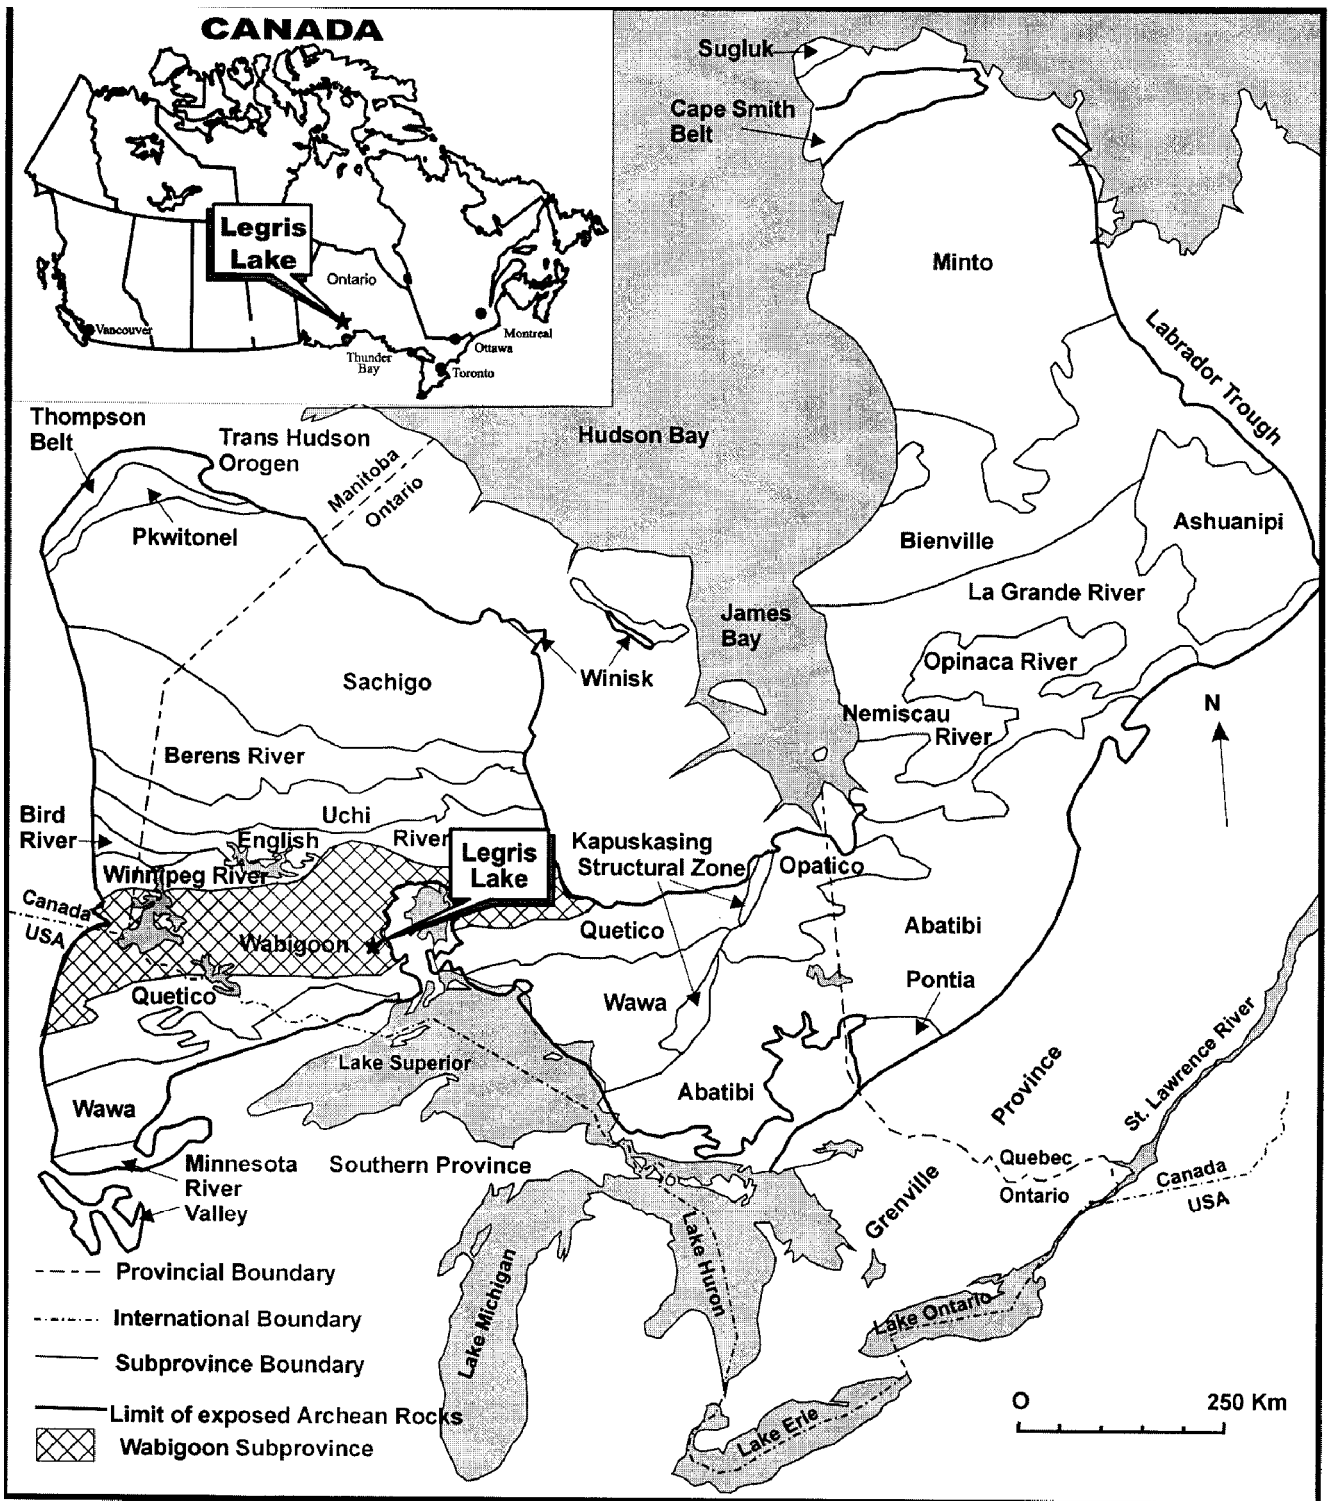 CANADA
Legris
Lake
Ontario
Vancouver
Thunder
Bay
Montreal
Ottawa
Toronto
Sugluk
Cape Smith
Belt
Minto
Labrador Trough
Thompson
Belt
Trans Hudson
Orogen
Manitoba
Ontario
Hudson Bay
Pkwitonel
Bienville
Ashuanipi
La Grande River
James
Bay
Opinaca River
Winisk
Sachigo
Nemiscau
River
N
Berens River
Uchi
Bird
River
English
River
Legris
Lake
Kapuskasing
Structural Zone
Opatico
Winnipeg River
Canada
USA
Wabigoon
Quetico
Abatibi
Quetico
Wawa
Pontia
Lake Superior
Abatibi
Wawa
Province
St. Lawrence River
Minnesota
River
Valley
Southern Province
Quebec
Ontario
Canada
USA
Grenville
Lake Huron
Lake Michigan
Lake Ontario
Lake Erie
Provincial Boundary
International Boundary
Subprovince Boundary
Limit of exposed Archean Rocks
Wabigoon Subprovince
O 250 Km